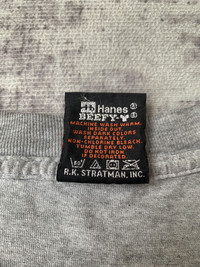 Hanes
BEEFY-T
MACHINE WASH WARM,
INSIDE OUT.
WASH DARK COLORS
SEPARATELY.
NON-CHLORINE BLEACH.
TUMBLE DRY LOW.
DO NOT IRON
IF DECORATED.
R.K. STRATMAN, INC.